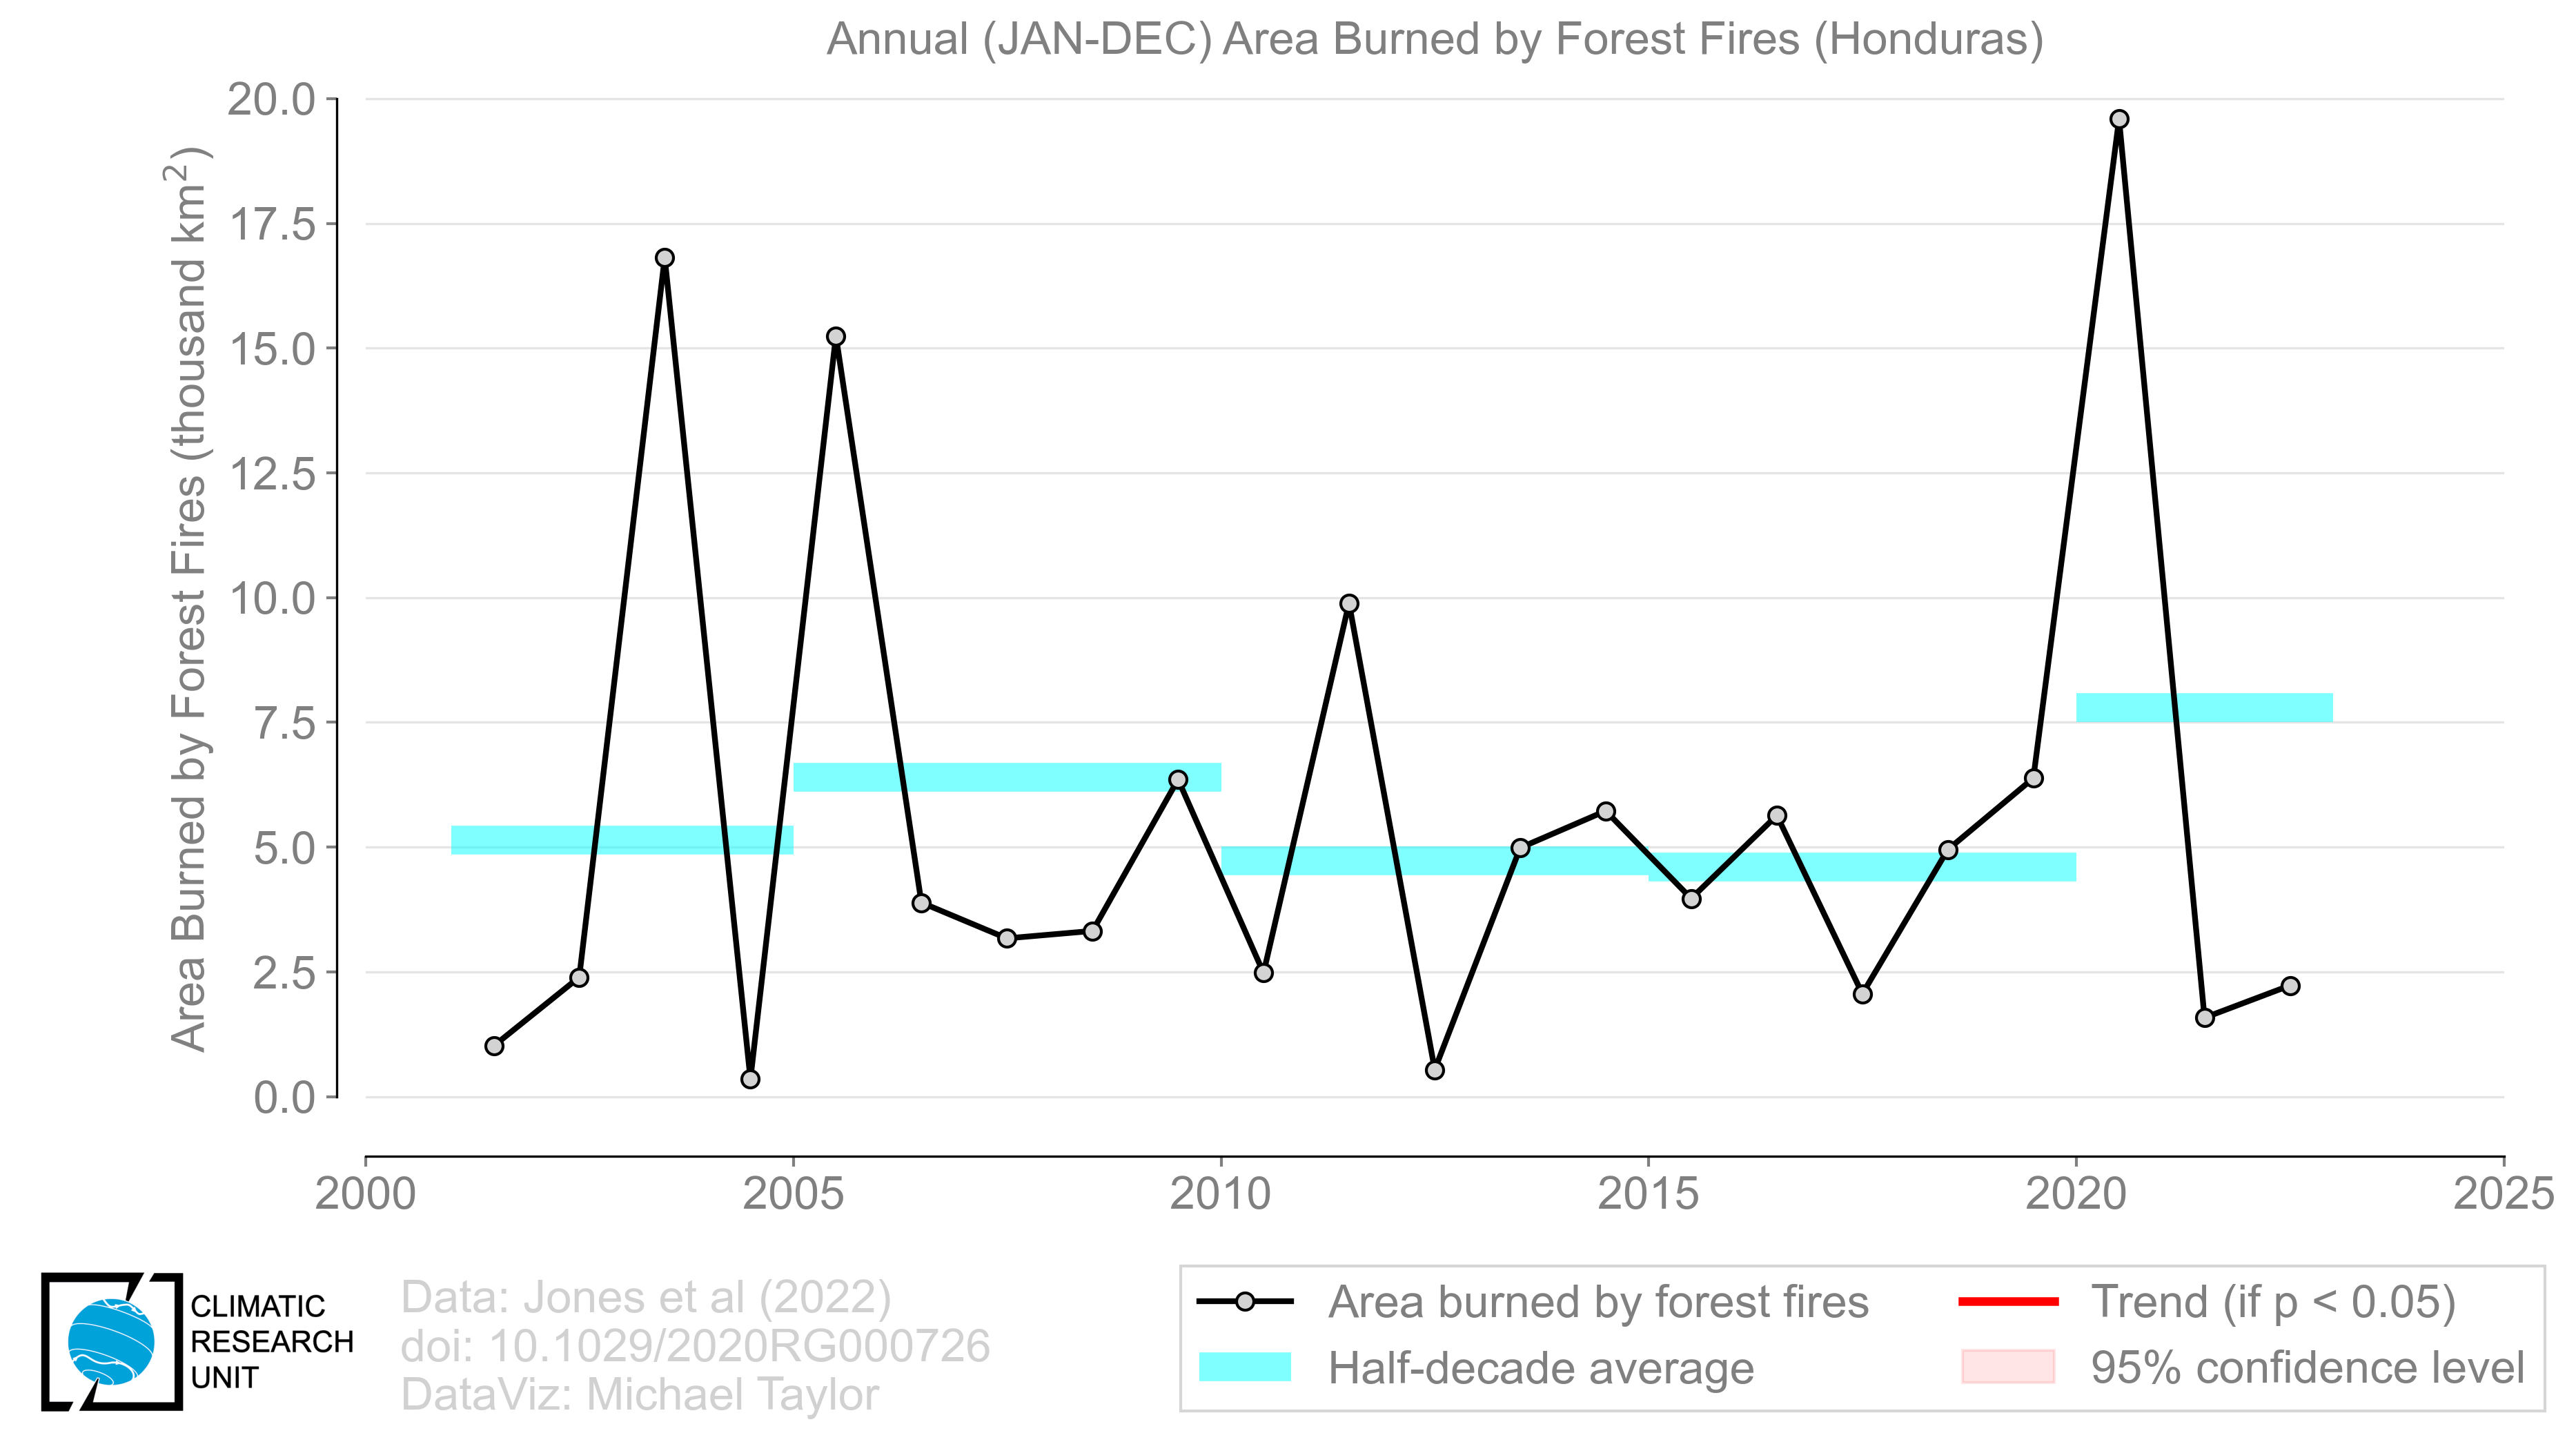 Annual (JAN-DEC) Area Burned by Forest Fires (Honduras)
Area Burned by Forest Fires (thousand km²)
20.0
17.5
15.0
12.5
10.0
7.5
5.0
2.5
0.0
2000 2005 2010 2015 2020 2025
CLIMATIC
RESEARCH
UNIT
Data: Jones et al (2022)
doi: 10.1029/2020RG000726
DataViz: Michael Taylor
Area burned by forest fires
Half-decade average
Trend (if p < 0.05)
95% confidence level